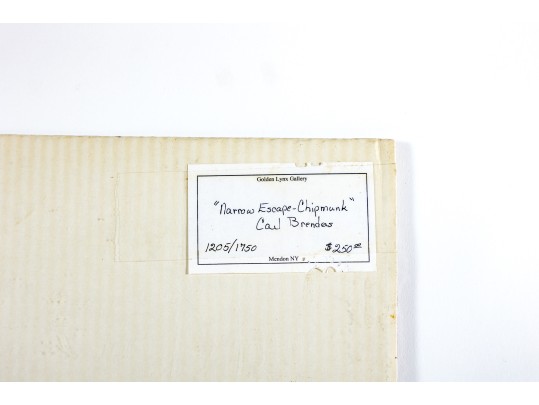 Golden Lynx Gallery
"Narrow Escape-Chipmunk"
Carl Brenders
1205/1750 $250.00
Mendon NY